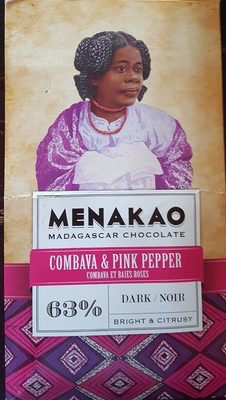 MENAKAO
MADAGASCAR CHOCOLATE
COMBAVA & PINK PEPPER
COMBAVA ET BAIES ROSES
63%
DARK / NOIR
BRIGHT & CITRUSY